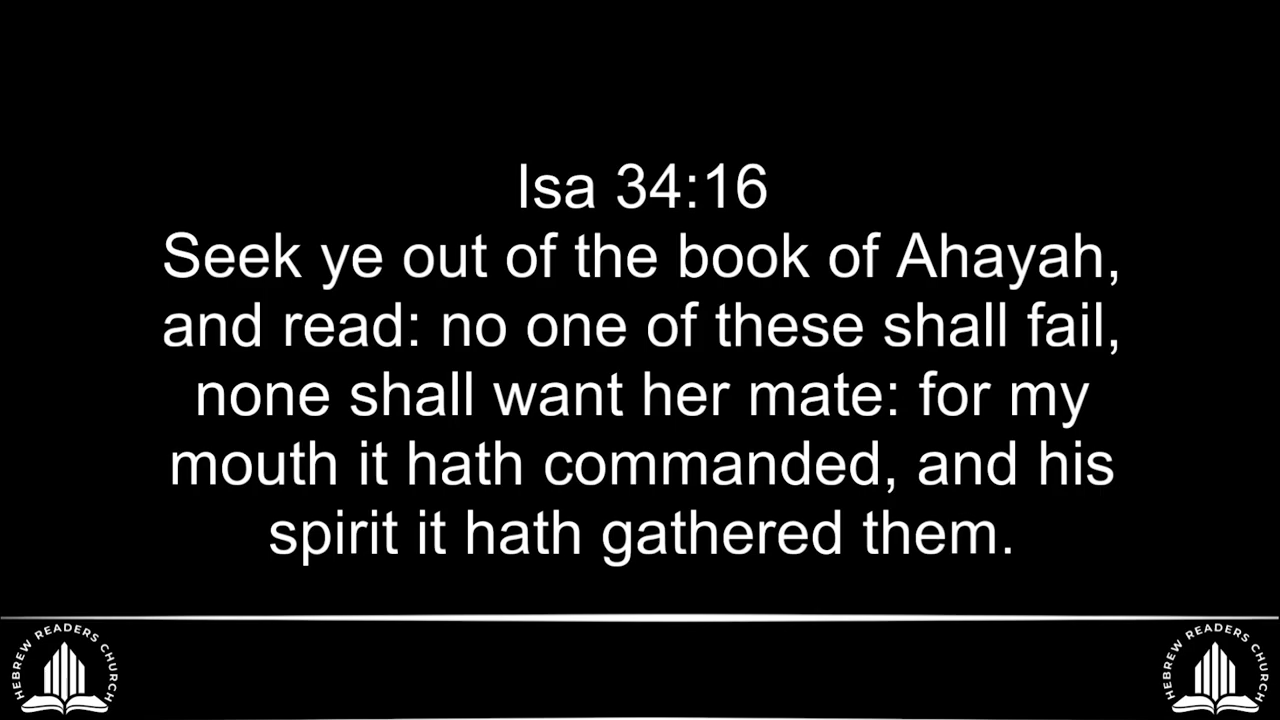 Isa 34:16
Seek ye out of the book of Ahayah,
and read: no one of these shall fail,
none shall want her mate: for my
mouth it hath commanded, and his
spirit it hath gathered them.
HEBREW READERS CHURCH
HEBREW READERS CHURCH